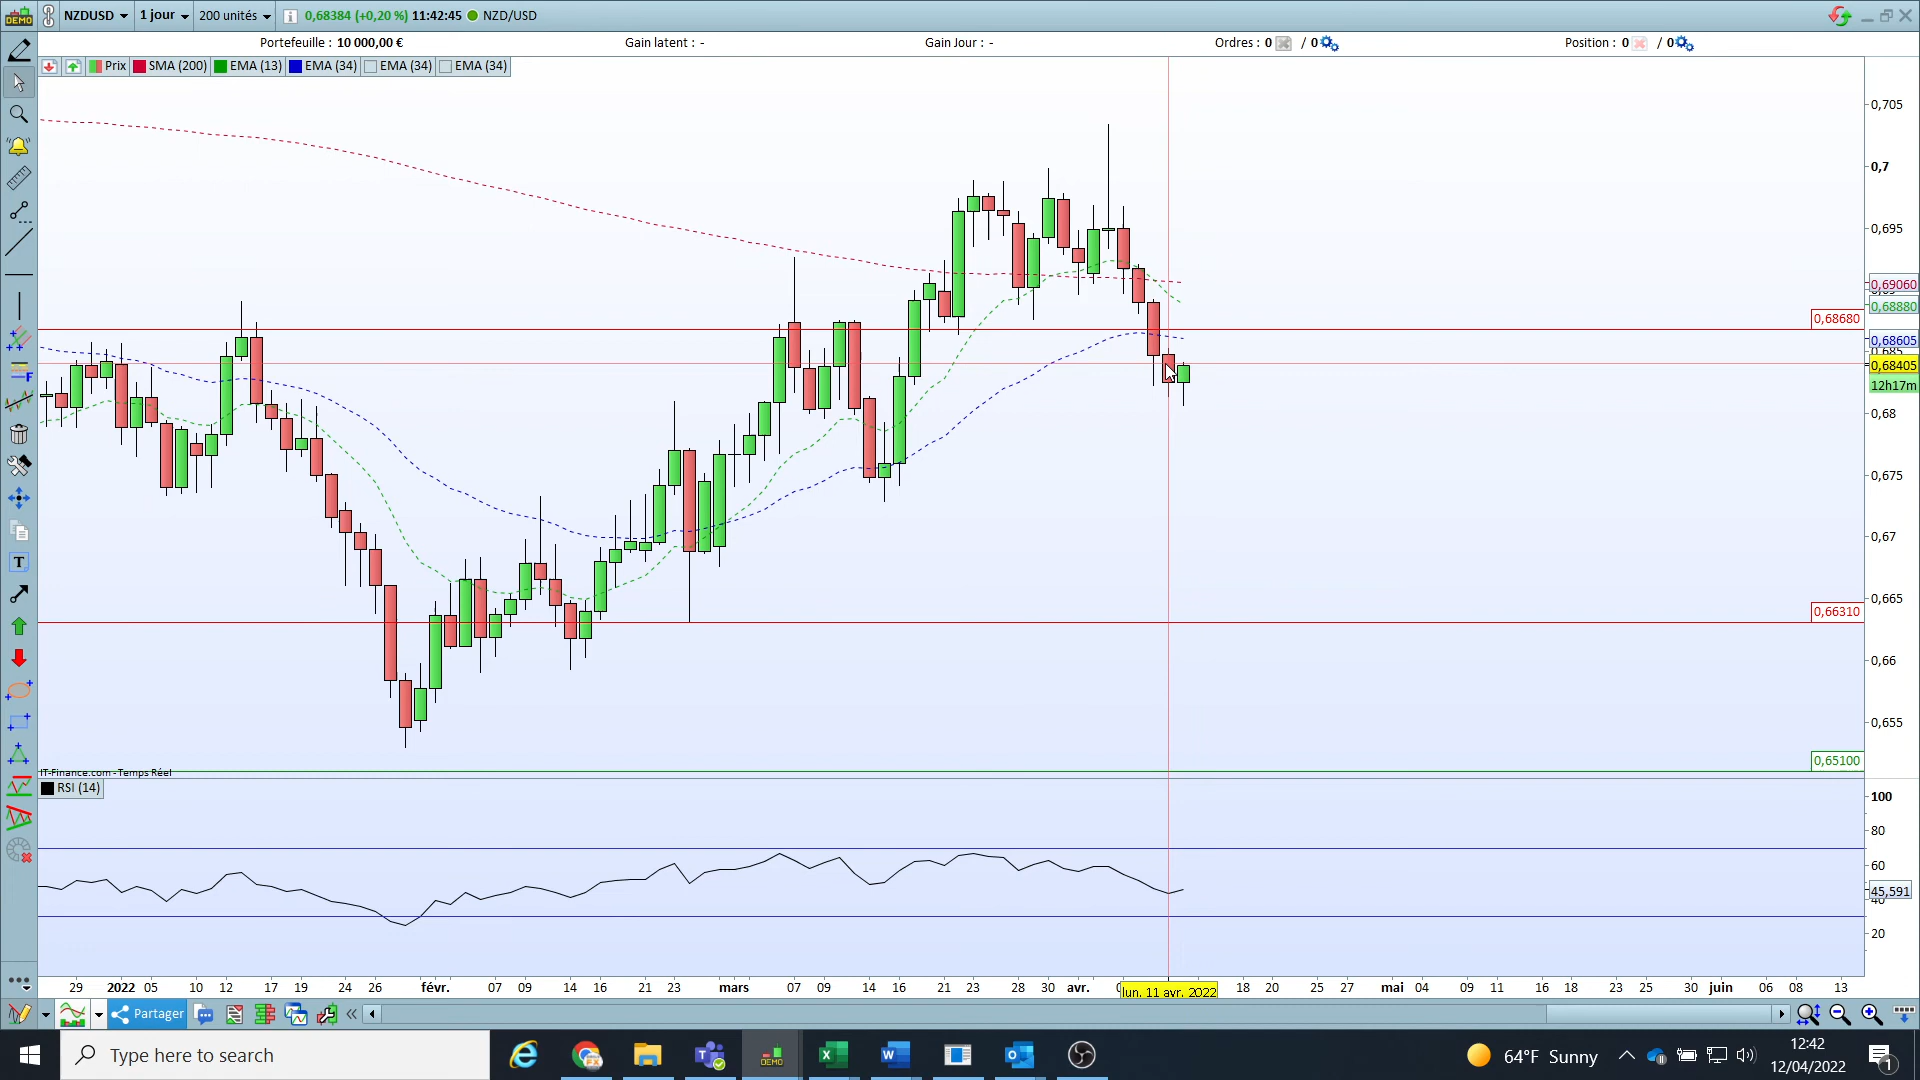 DEMO NZDUSD 1 jour 200 unités 0,68384 (+0,20 %) 11:42:45 NZD/USD
Portefeuille : 10 000,00 € Gain latent : - Gain Jour : - Ordres : 0 / 0 Position : 0 / 0
Prix SMA (200) EMA (13) EMA (34) EMA (34) EMA (34)
0,705
0,7
0,695
0,69060
0,68880
0,68680
0,68605
0,68405
12h17m
0,68
0,675
0,67
0,665
0,66310
0,66
0,655
0,65100
IT-Finance.com - Temps Réel
RSI (14)
100
80
60
45,591
40
20
29 2022 05 10 12 17 19 24 26 févr. 07 09 14 16 21 23 mars 07 09 14 16 21 23 28 30 avr. lun. 11 avr. 2022 18 20 25 27 mai 04 09 11 16 18 23 25 30 juin 06 08 13
Partager
Type here to search
DEMO
64°F Sunny
12:42
12/04/2022
1